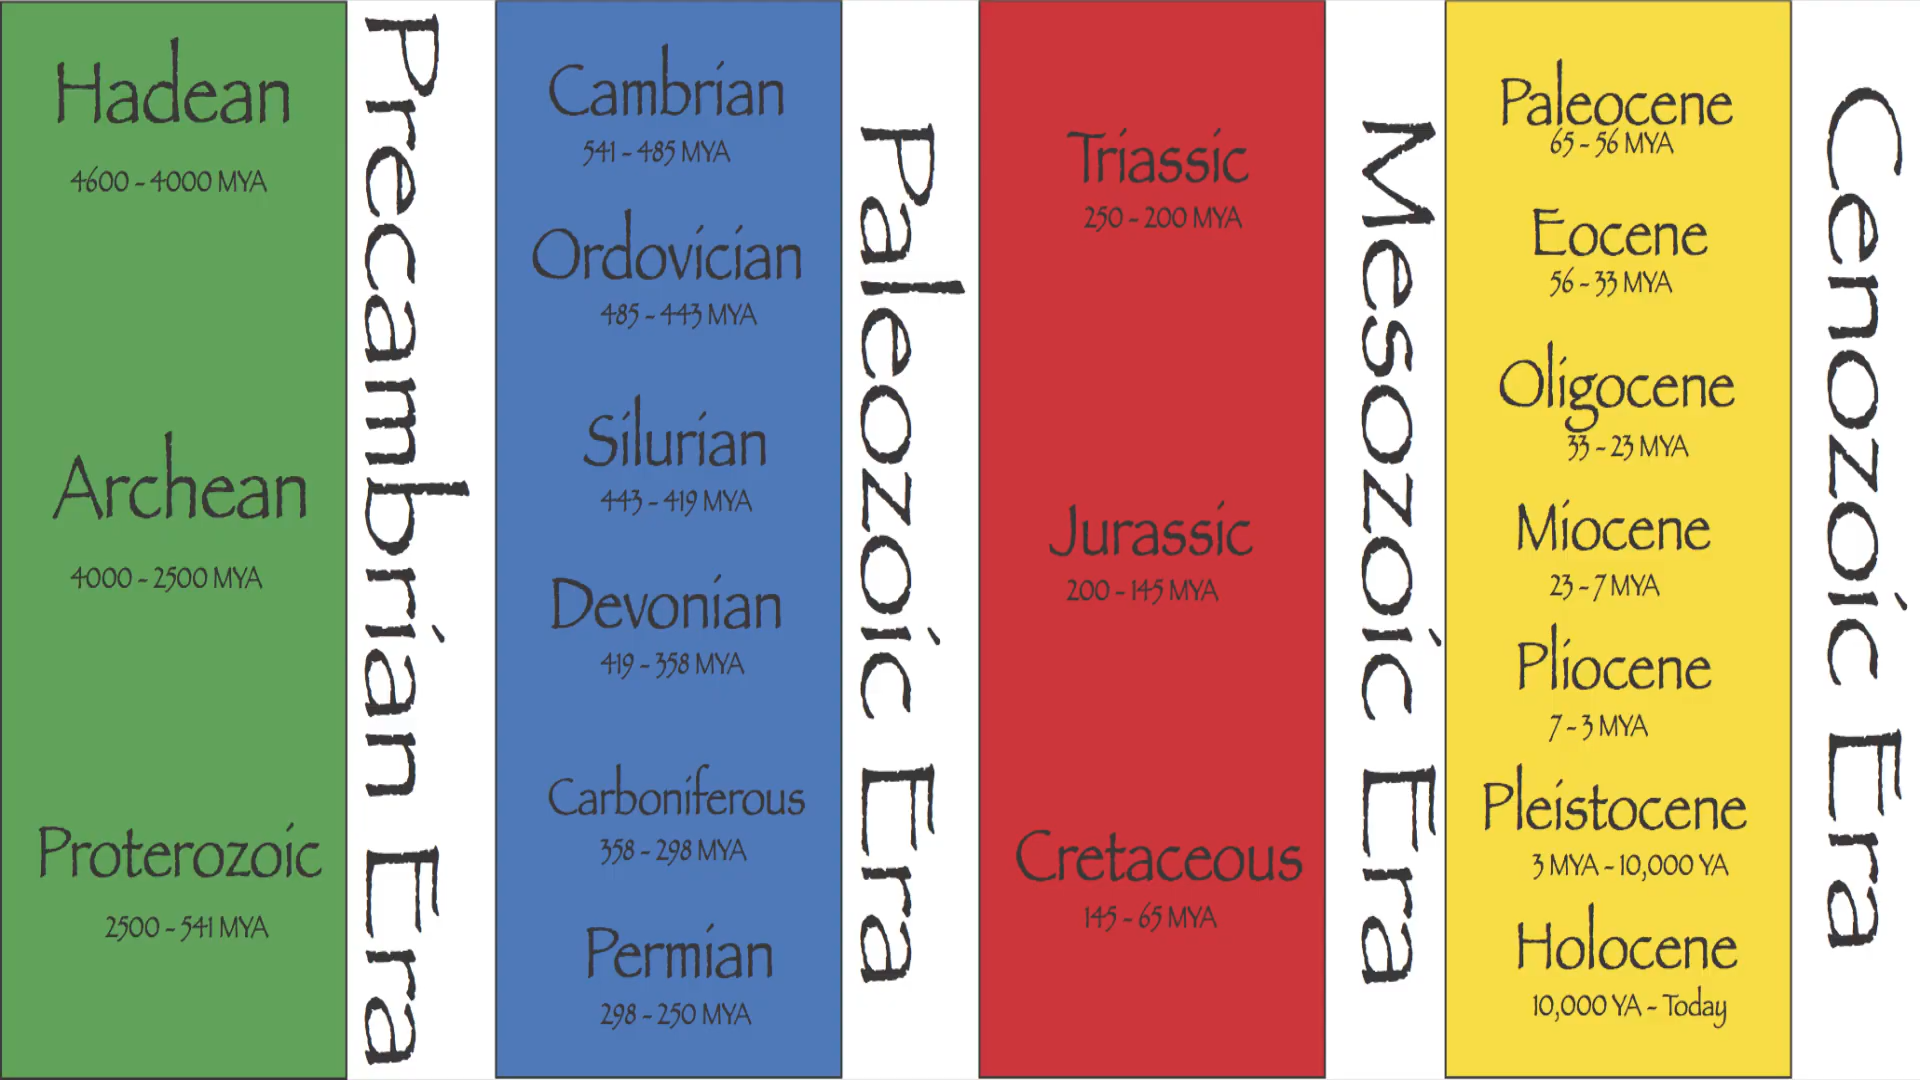 Hadean
4600 - 4000 MYA
Archean
4000 - 2500 MYA
Proterozoic
2500 - 541 MYA
Precambrian Era
Cambrian
541 - 485 MYA
Ordovician
485 - 443 MYA
Silurian
443 - 419 MYA
Devonian
419 - 358 MYA
Carboniferous
358 - 298 MYA
Permian
298 - 250 MYA
Paleozoic Era
Triassic
250 - 200 MYA
Jurassic
200 - 145 MYA
Cretaceous
145 - 65 MYA
Mesozoic Era
Paleocene
65 - 56 MYA
Eocene
56 - 33 MYA
Oligocene
33 - 23 MYA
Miocene
23 - 7 MYA
Pliocene
7 - 3 MYA
Pleistocene
3 MYA - 10,000 YA
Holocene
10,000 YA - Today
Cenozoic Era